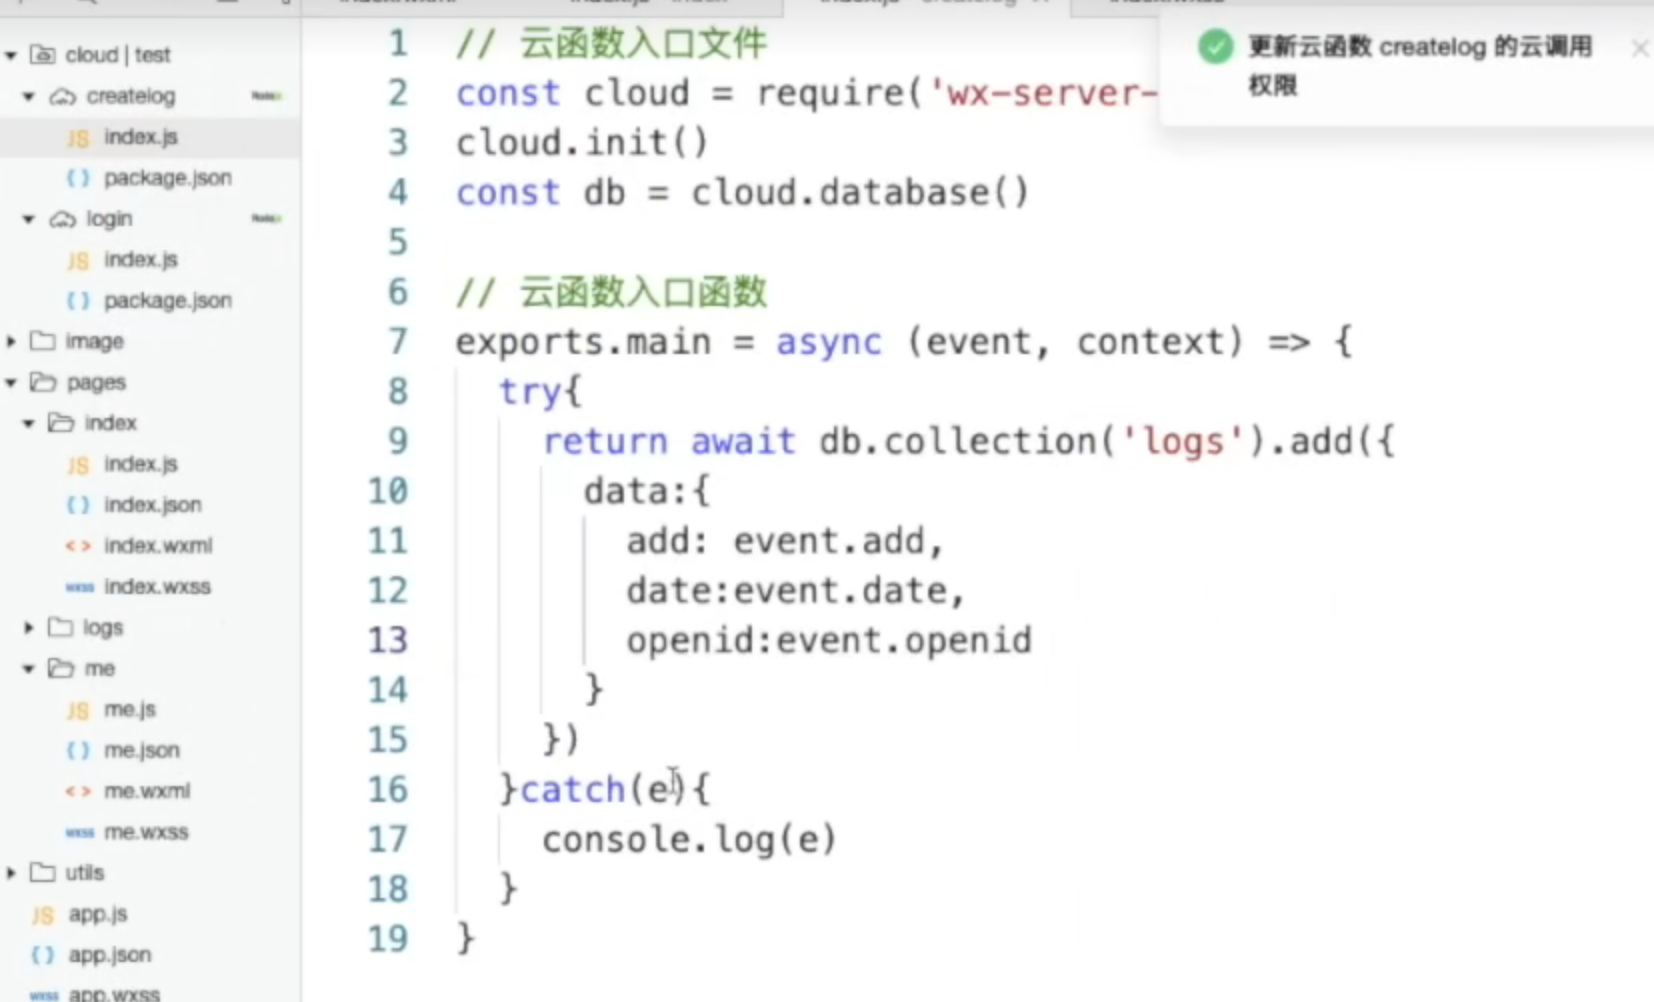 cloud | test
createlog
index.js
package.json
login
index.js
package.json
image
pages
index
index.js
index.json
index.wxml
index.wxss
logs
me
me.js
me.json
me.wxml
me.wxss
utils
app.js
app.json
app.wxss
1 // 云函数入口文件
2 const cloud = require('wx-server-
3 cloud.init()
4 const db = cloud.database()
5
6 // 云函数入口函数
7 exports.main = async (event, context) => {
8 try{
9 return await db.collection('logs').add({
10 data:{
11 add: event.add,
12 date:event.date,
13 openid:event.openid
14 }
15 })
16 }catch(e){
17 console.log(e)
18 }
19 }
更新云函数 createlog 的云调用
权限